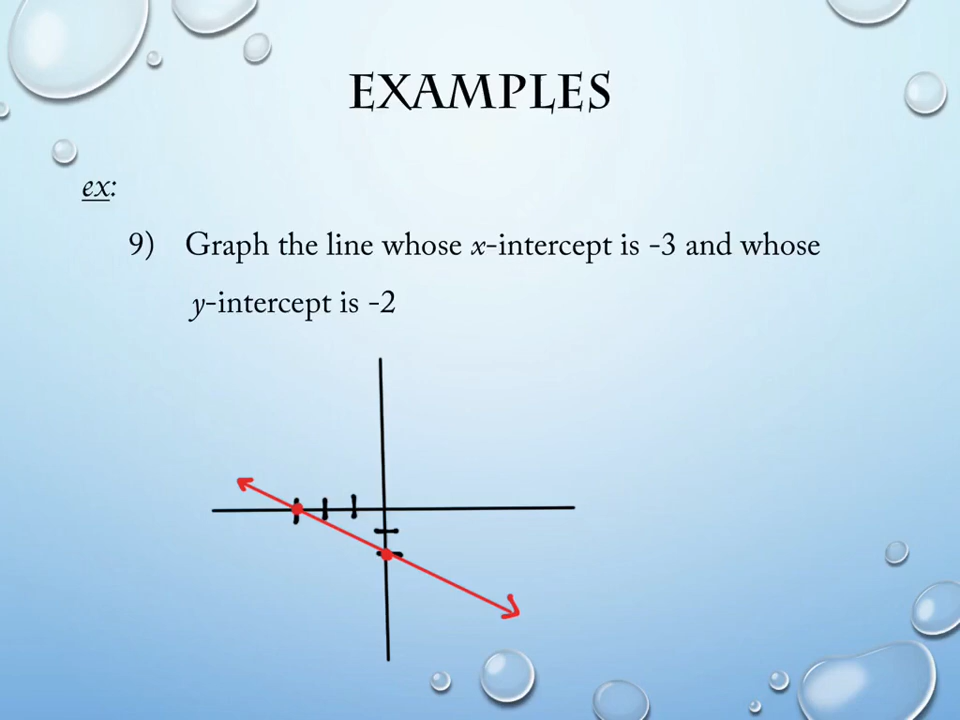 EXAMPLES
ex:
9) Graph the line whose x-intercept is -3 and whose
y-intercept is -2